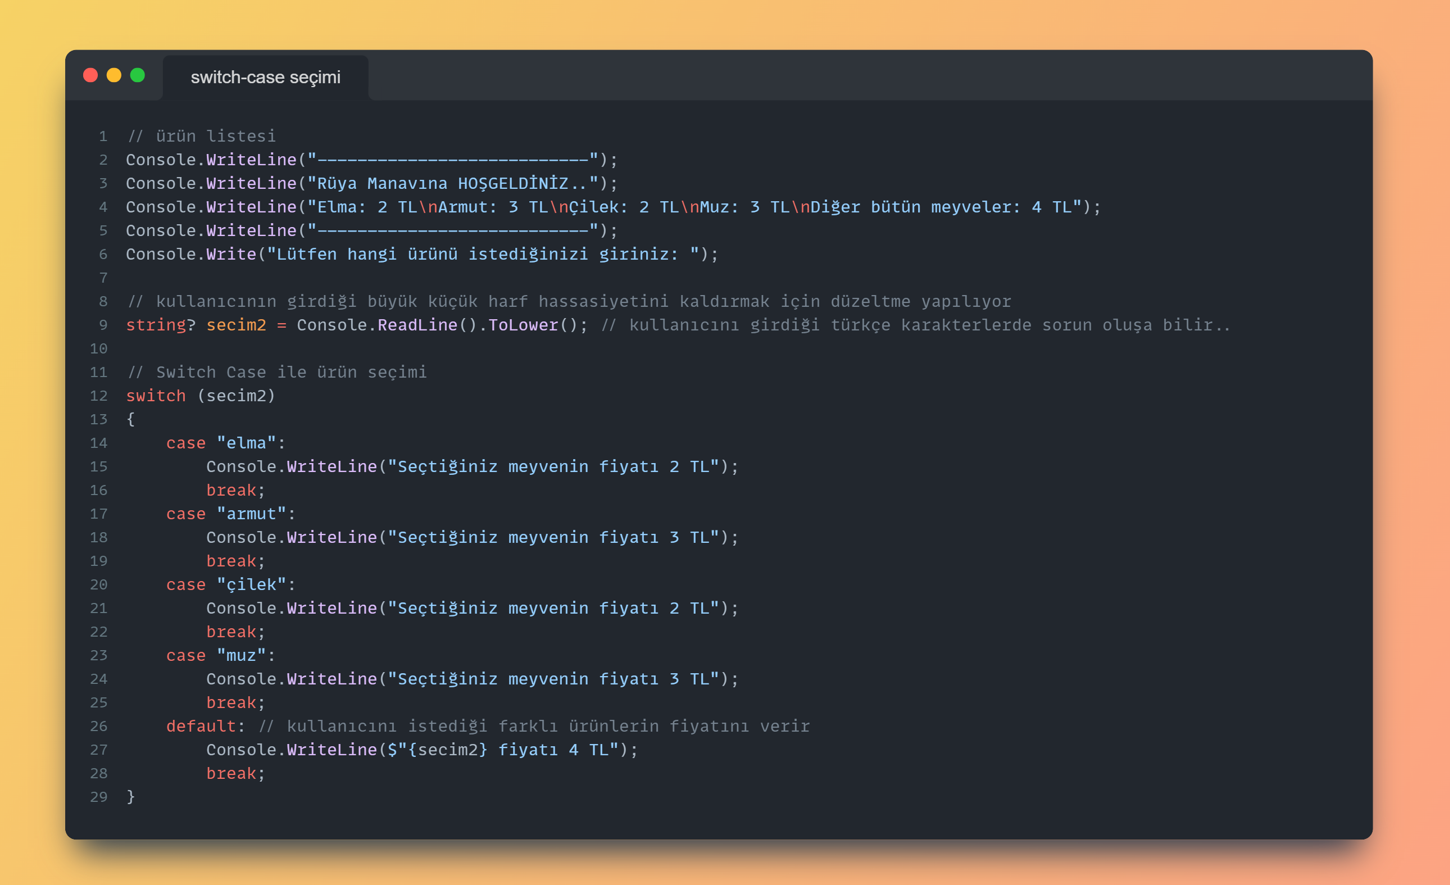 switch-case seçimi
1 // ürün listesi
2 Console.WriteLine("---------------------------");
3 Console.WriteLine("Rüya Manavına HOŞGELDİNİZ..");
4 Console.WriteLine("Elma: 2 TL\nArmut: 3 TL\nÇilek: 2 TL\nMuz: 3 TL\nDiğer bütün meyveler: 4 TL");
5 Console.WriteLine("---------------------------");
6 Console.Write("Lütfen hangi ürünü istediğinizi giriniz: ");
7
8 // kullanıcının girdiği büyük küçük harf hassasiyetini kaldırmak için düzeltme yapılıyor
9 string? secim2 = Console.ReadLine().ToLower(); // kullanıcını girdiği türkçe karakterlerde sorun oluşa bilir..
10
11 // Switch Case ile ürün seçimi
12 switch (secim2)
13 {
14     case "elma":
15         Console.WriteLine("Seçtiğiniz meyvenin fiyatı 2 TL");
16         break;
17     case "armut":
18         Console.WriteLine("Seçtiğiniz meyvenin fiyatı 3 TL");
19         break;
20     case "çilek":
21         Console.WriteLine("Seçtiğiniz meyvenin fiyatı 2 TL");
22         break;
23     case "muz":
24         Console.WriteLine("Seçtiğiniz meyvenin fiyatı 3 TL");
25         break;
26     default: // kullanıcını istediği farklı ürünlerin fiyatını verir
27         Console.WriteLine($"{secim2} fiyatı 4 TL");
28         break;
29 }